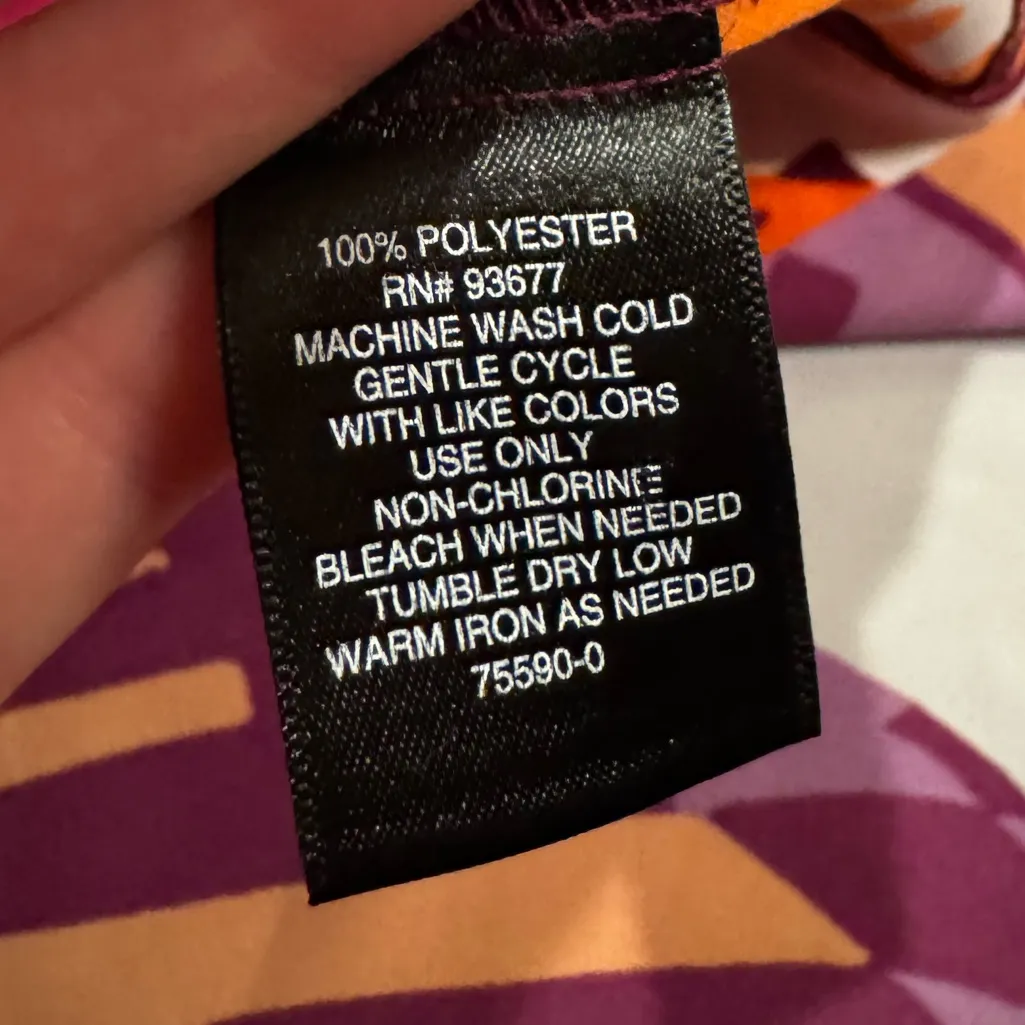 100% POLYESTER
RN# 93677
MACHINE WASH COLD
GENTLE CYCLE
WITH LIKE COLORS
USE ONLY
NON-CHLORINE
BLEACH WHEN NEEDED
TUMBLE DRY LOW
WARM IRON AS NEEDED
75590-0